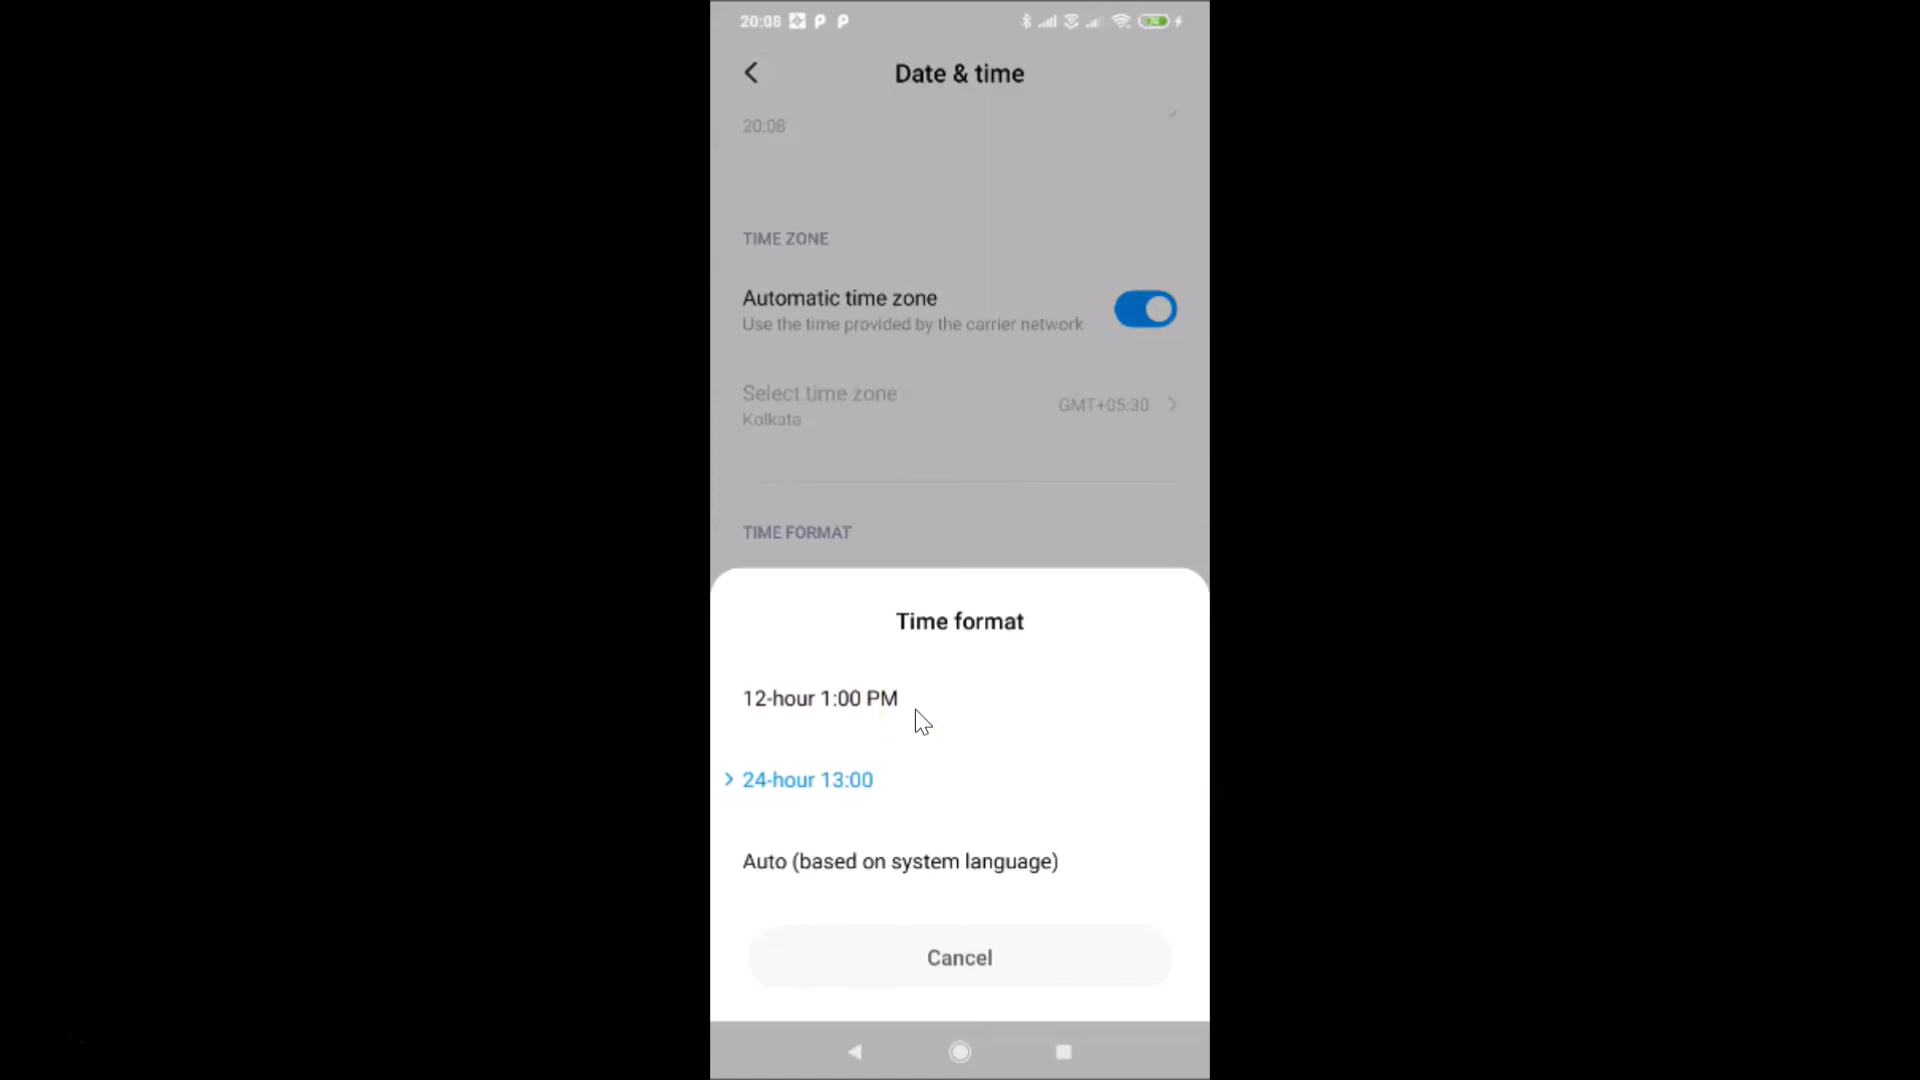 20:08
74
Date & time
20:08
TIME ZONE
Automatic time zone
Use the time provided by the carrier network
Select time zone
Kolkata
GMT+05:30
TIME FORMAT
Time format
12-hour 1:00 PM
24-hour 13:00
Auto (based on system language)
Cancel